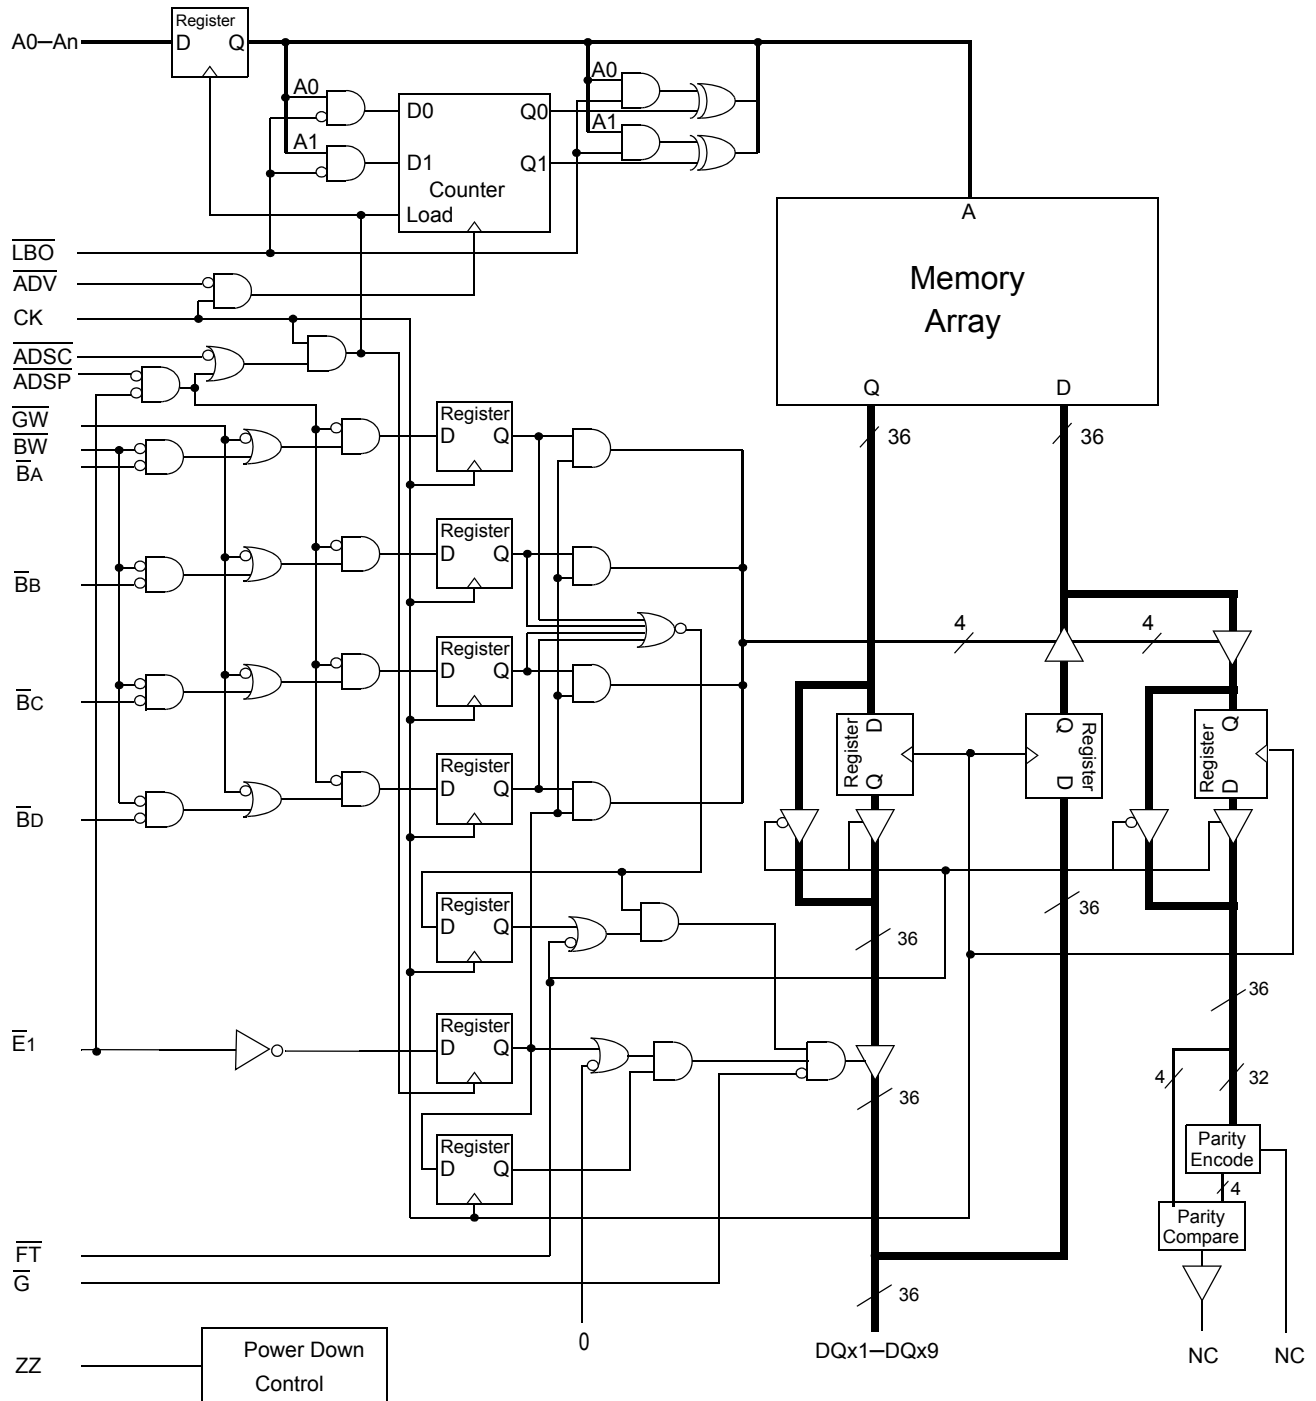 Register
A0–An
D Q
A0
A0
D0
Q0
A1
A1
D1
Q1
Counter
Load
A
LBO
ADV
Memory
Array
CK
ADSC
ADSP
Q
D
GW
Register
36
36
D Q
BW
BA
Register
D Q
BB
4
4
Register
D Q
BC
Register
D
Q
Q
D
Register
Q
D
Register
Register
D Q
BD
Register
D Q
36
36
36
Register
D Q
E1
4
32
36
Register
D Q
Parity
Encode
4
Parity
Compare
FT
G
36
0
DQx1–DQx9
NC
NC
ZZ
Power Down
Control